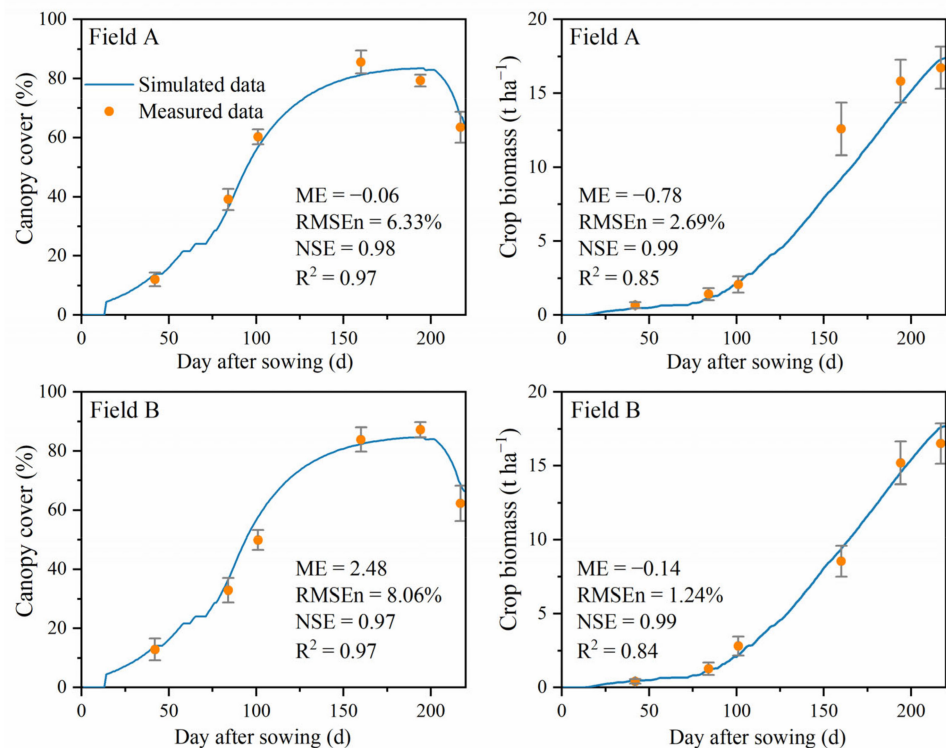 Field A
Simulated data
Measured data
ME = −0.06
RMSEn = 6.33%
NSE = 0.98
R² = 0.97
Canopy cover (%)
100
80
60
40
20
0
0 50 100 150 200
Day after sowing (d)
Field A
ME = −0.78
RMSEn = 2.69%
NSE = 0.99
R² = 0.85
Crop biomass (t ha⁻¹)
20
15
10
5
0
0 50 100 150 200
Day after sowing (d)
Field B
ME = 2.48
RMSEn = 8.06%
NSE = 0.97
R² = 0.97
Canopy cover (%)
100
80
60
40
20
0
0 50 100 150 200
Day after sowing (d)
Field B
ME = −0.14
RMSEn = 1.24%
NSE = 0.99
R² = 0.84
Crop biomass (t ha⁻¹)
20
15
10
5
0
0 50 100 150 200
Day after sowing (d)